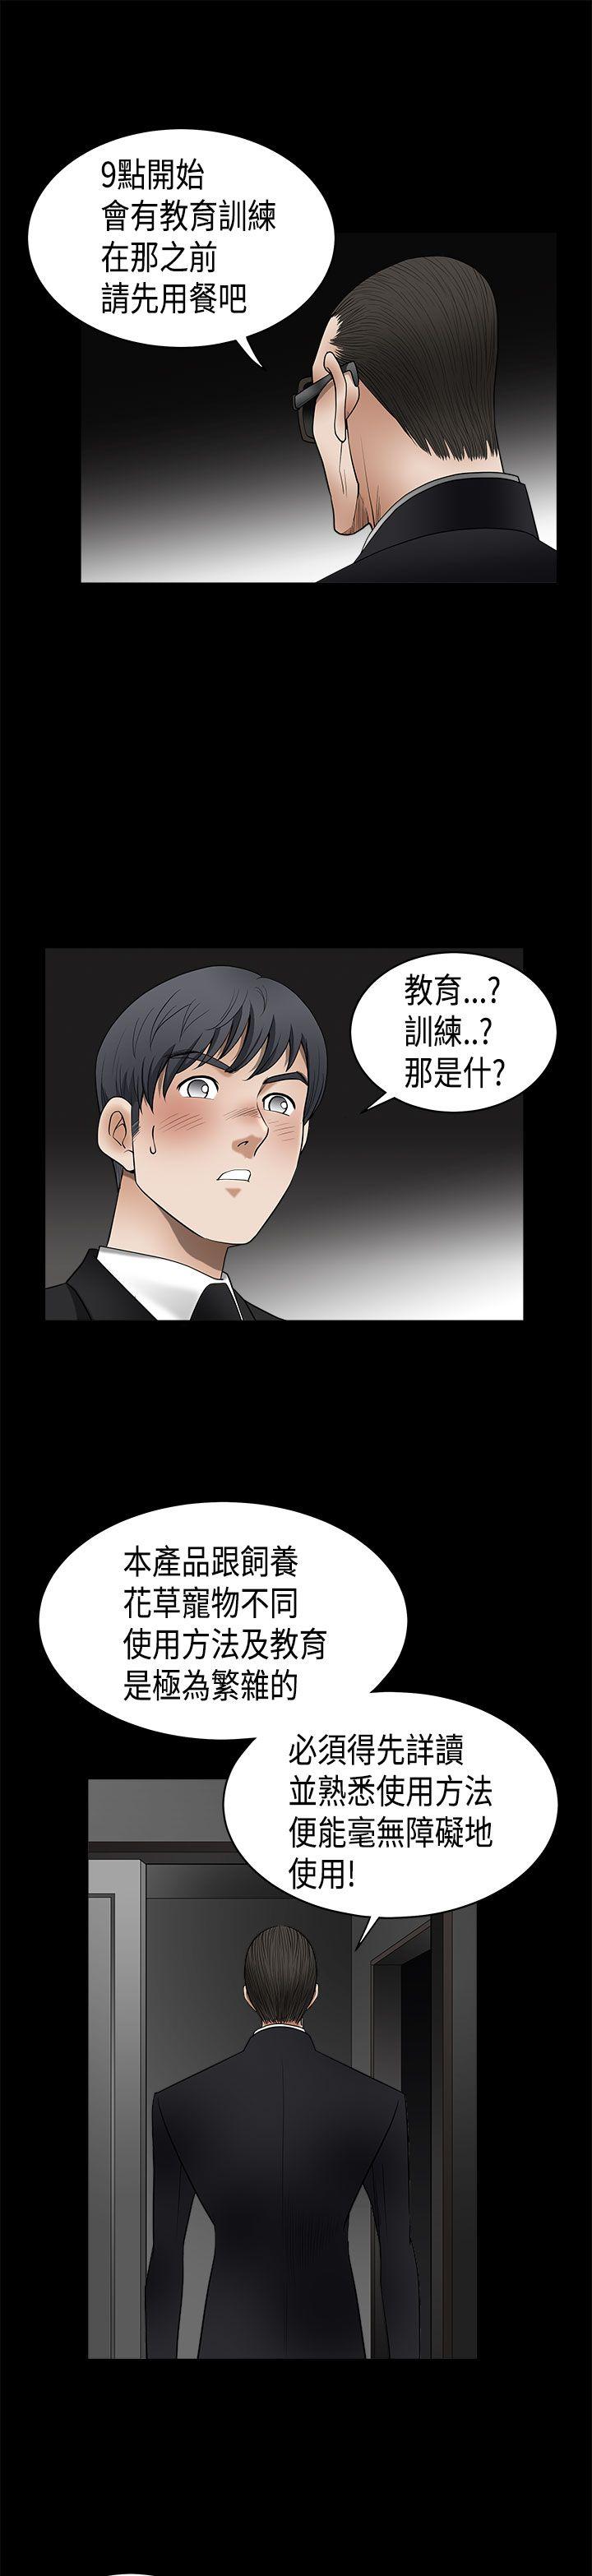 9點開始
會有教育訓練
在那之前
請先用餐吧
教育...?
訓練..?
那是什?
本產品跟飼養
花草寵物不同
使用方法及教育
是極為繁雜的
必須得先詳讀
並熟悉使用方法
便能毫無障礙地
使用!